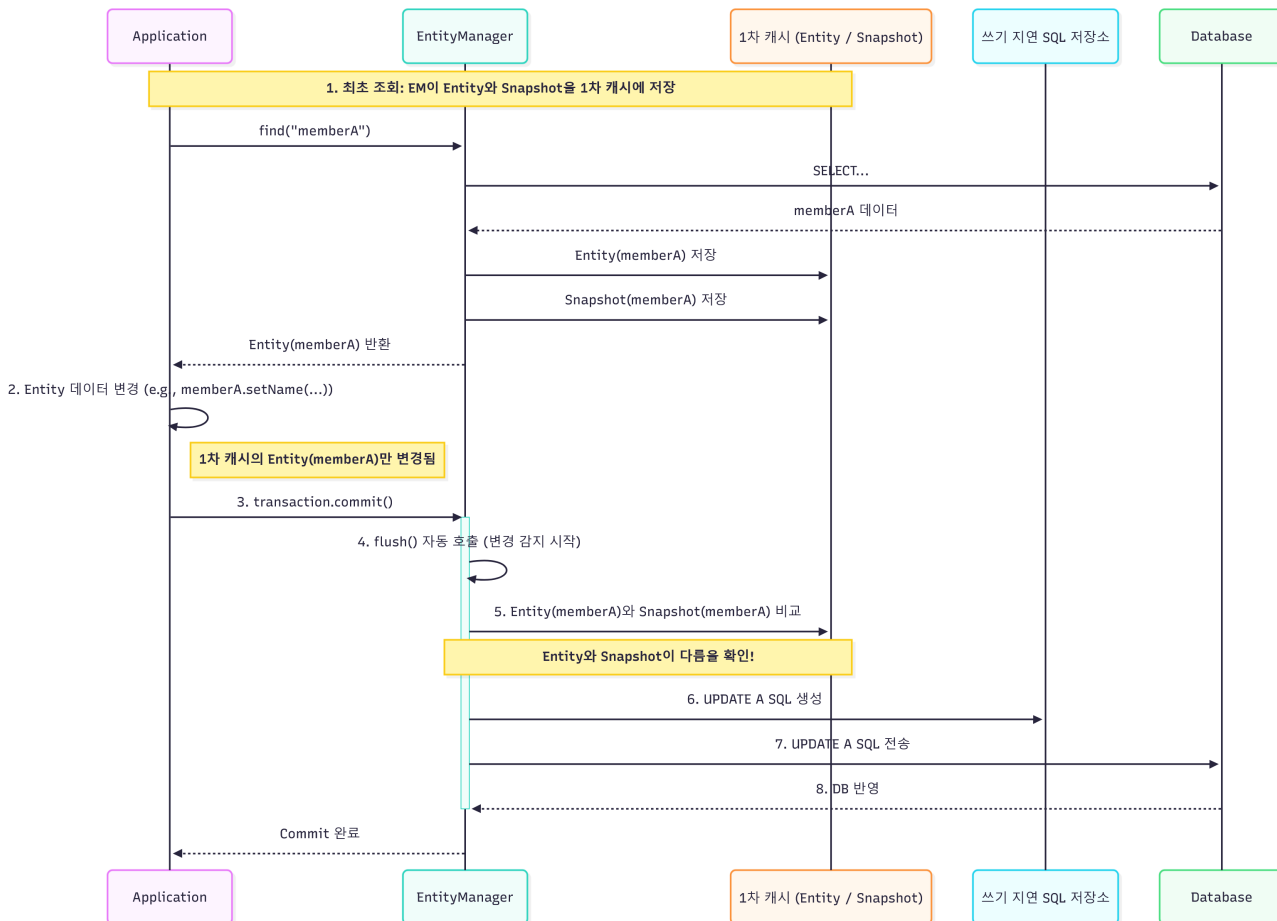 Application
EntityManager
1차 캐시 (Entity / Snapshot)
쓰기 지연 SQL 저장소
Database
1. 최초 조회: EM이 Entity와 Snapshot을 1차 캐시에 저장
find("memberA")
SELECT...
memberA 데이터
Entity(memberA) 저장
Snapshot(memberA) 저장
Entity(memberA) 반환
2. Entity 데이터 변경 (e.g., memberA.setName(...))
1차 캐시의 Entity(memberA)만 변경됨
3. transaction.commit()
4. flush() 자동 호출 (변경 감지 시작)
5. Entity(memberA)와 Snapshot(memberA) 비교
Entity와 Snapshot이 다름을 확인!
6. UPDATE A SQL 생성
7. UPDATE A SQL 전송
8. DB 반영
Commit 완료
Application
EntityManager
1차 캐시 (Entity / Snapshot)
쓰기 지연 SQL 저장소
Database